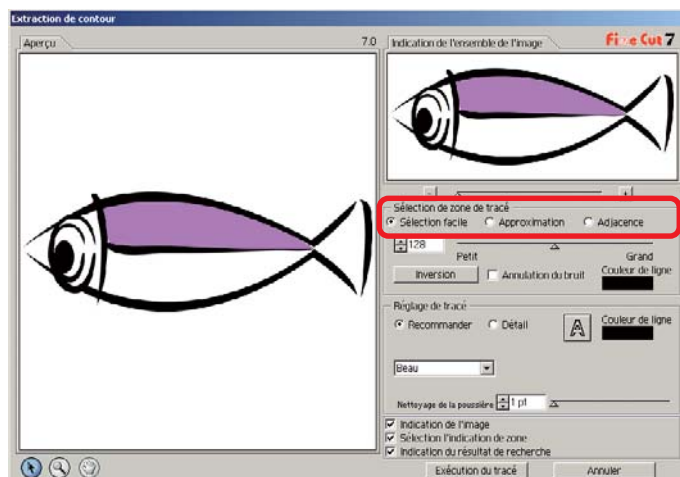 Extraction de contour
Aperçu
7.0
Indication de l'ensemble de l'image
Fine Cut 7
- +
Sélection de zone de tracé
Sélection facile Approximation Adjacence
128
Petit Grand
Inversion Annulation du bruit Couleur de ligne
Réglage de tracé
Recommander Détail A Couleur de ligne
Beau
Nettoyage de la poussière 1 pt
Indication de l'image
Sélection l'indication de zone
Indication du résultat de recherche
Exécution du tracé Annuler